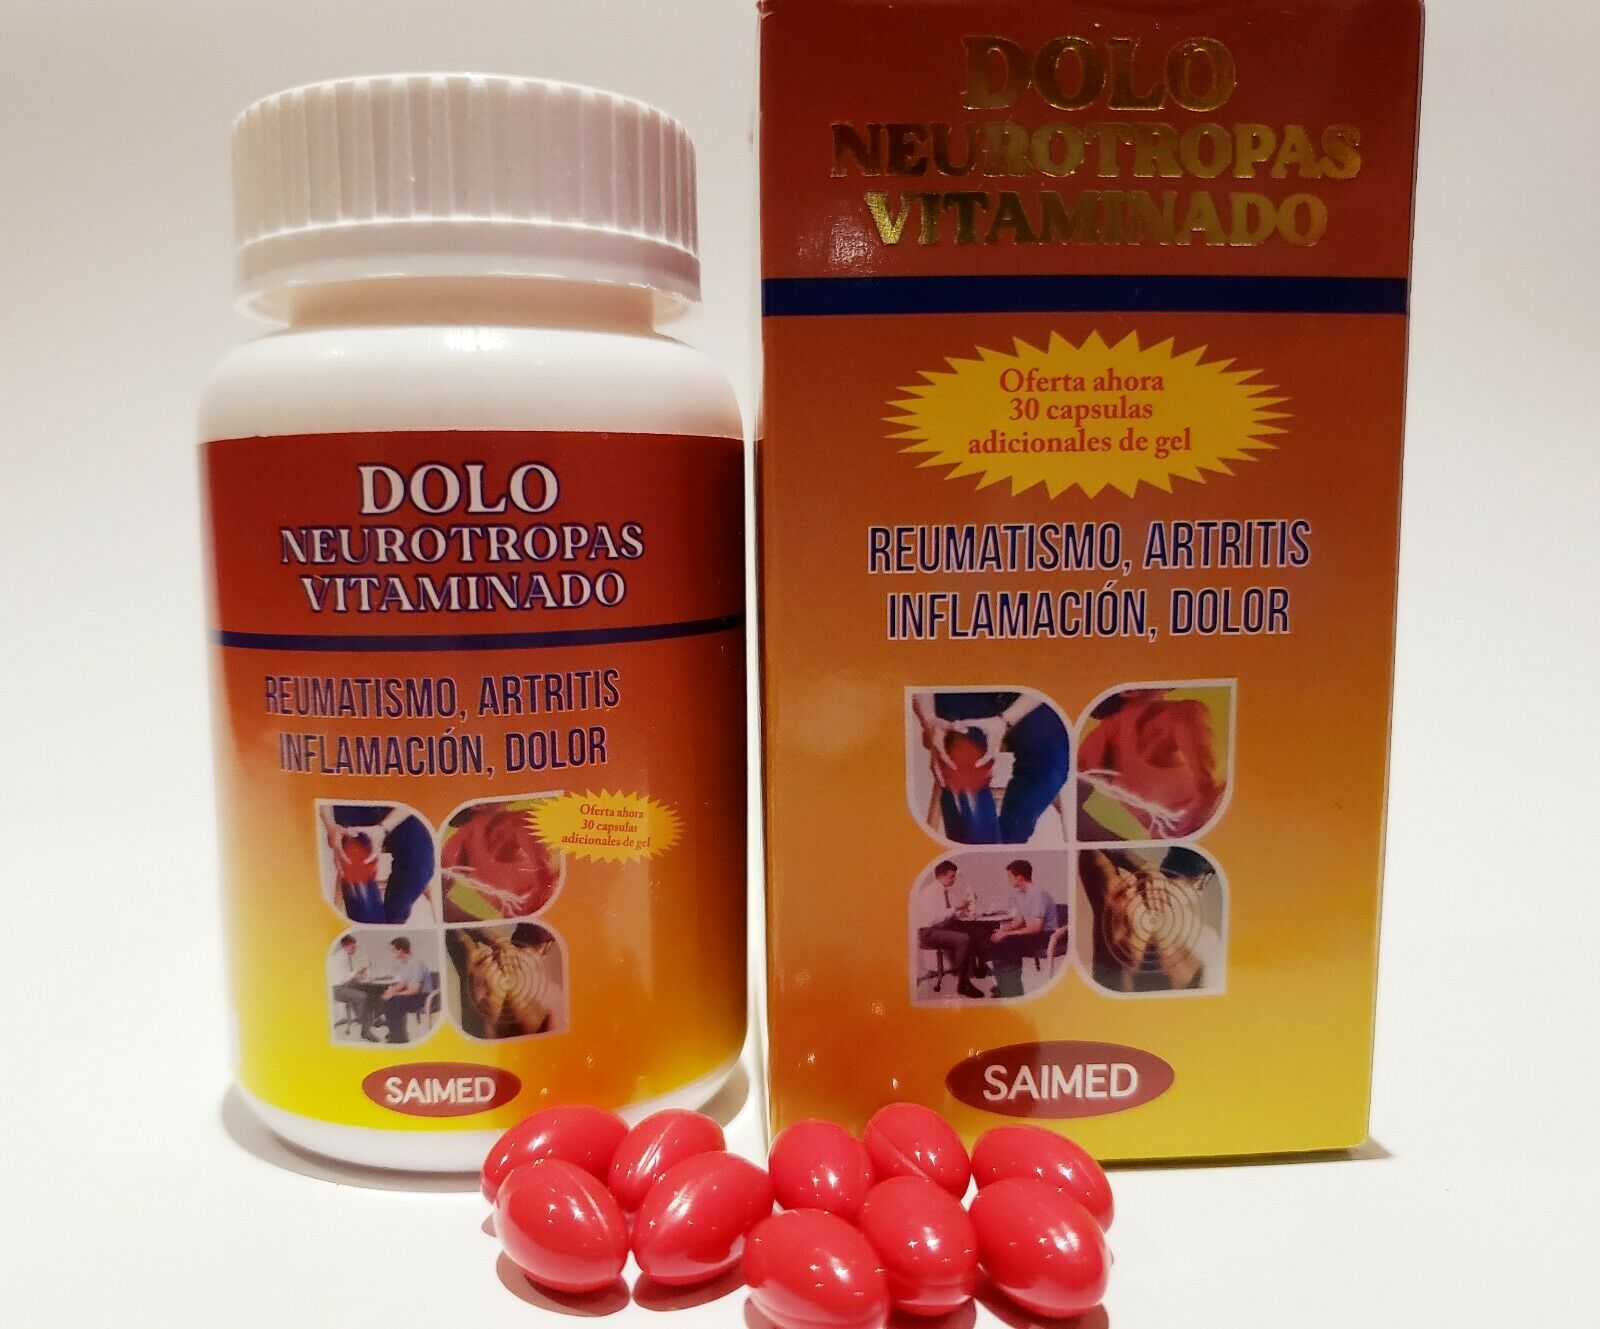 DOLO
NEUROTROPAS
VITAMINADO
REUMATISMO, ARTRITIS
INFLAMACIÓN, DOLOR
Oferta ahora
30 capsulas
adicionales de gel
SAIMED
DOLO
NEUROTROPAS
VITAMINADO
Oferta ahora
30 capsulas
adicionales de gel
REUMATISMO, ARTRITIS
INFLAMACIÓN, DOLOR
SAIMED